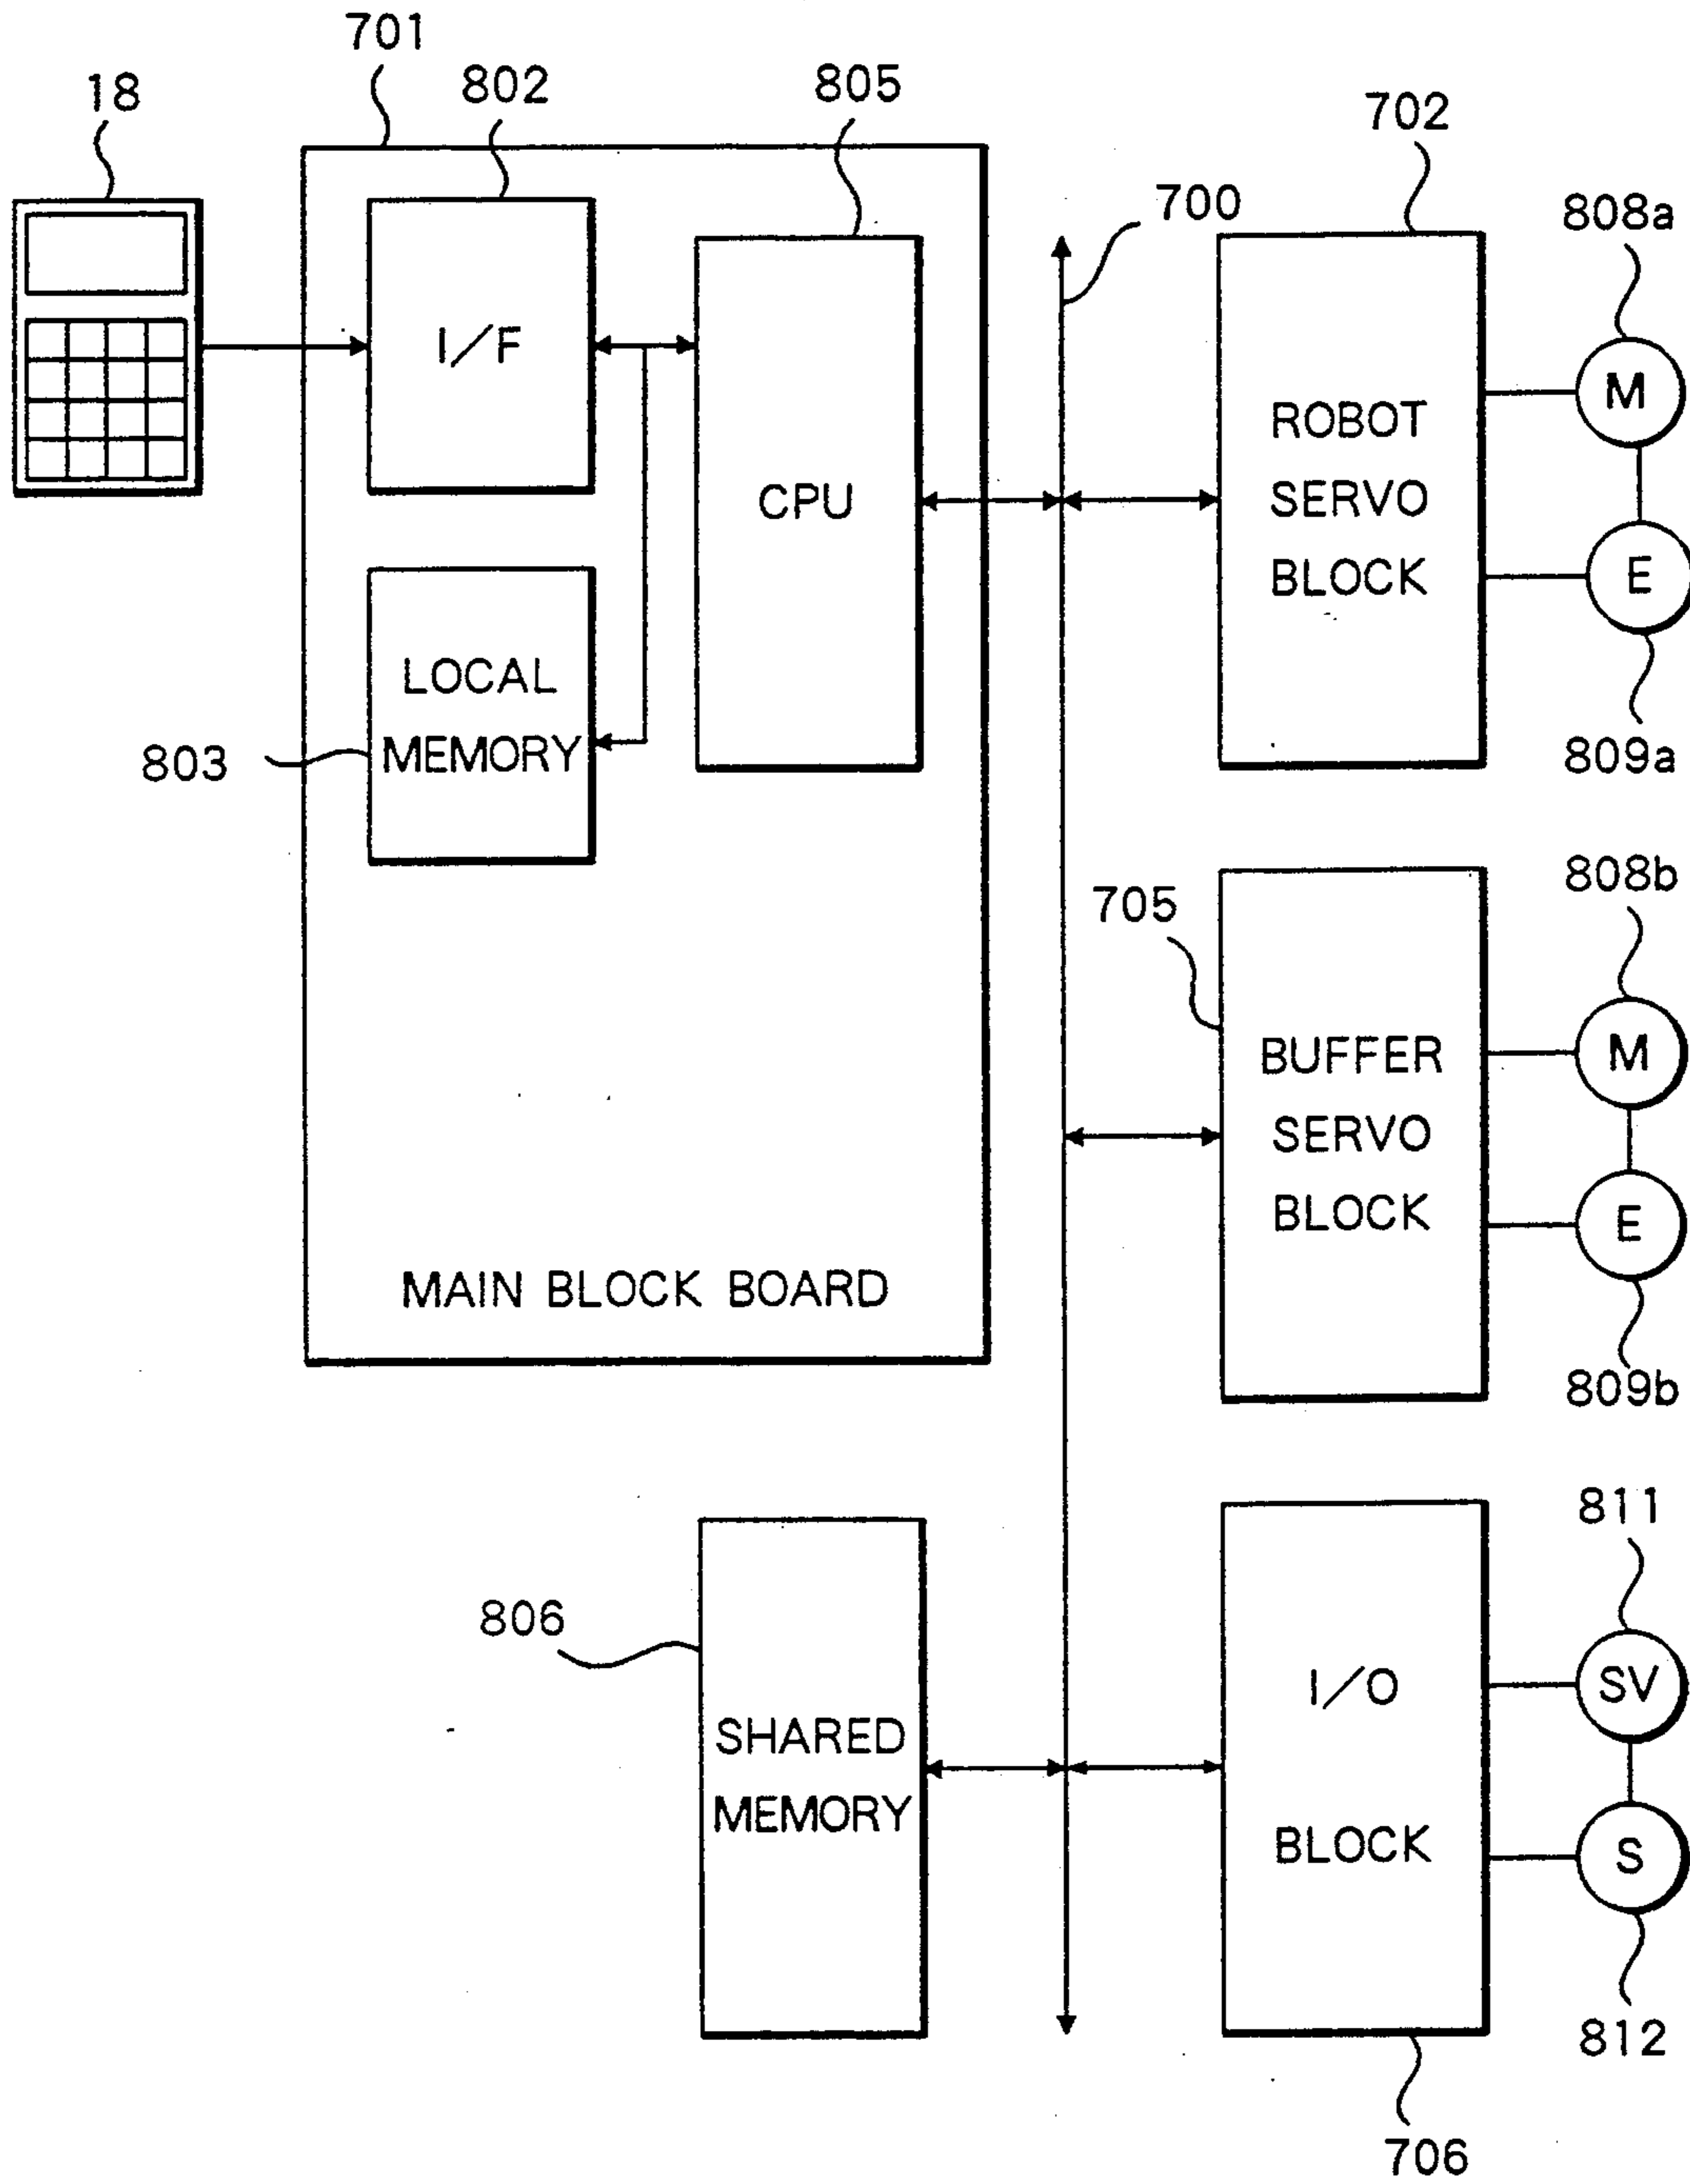 701
18
802
805
702
700
808a
I/F
M
ROBOT
SERVO
BLOCK
CPU
E
LOCAL
MEMORY
803
809a
808b
705
BUFFER
SERVO
BLOCK
M
E
MAIN BLOCK BOARD
809b
811
806
I/O
BLOCK
SV
SHARED
MEMORY
S
812
706